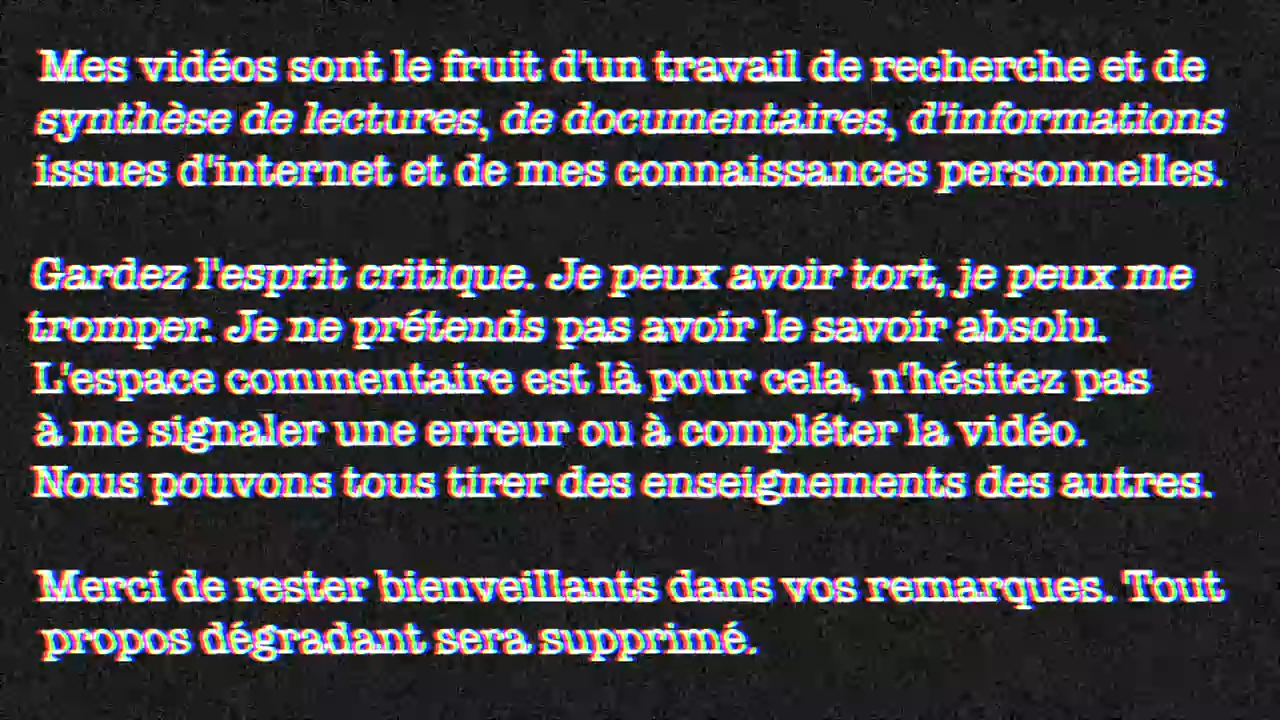 Mes vidéos sont le fruit d'un travail de recherche et de
synthèse de lectures, de documentaires, d'informations
issues d'internet et de mes connaissances personnelles.
Gardez l'esprit critique. Je peux avoir tort, je peux me
tromper. Je ne prétends pas avoir le savoir absolu.
L'espace commentaire est là pour cela, n'hésitez pas
à me signaler une erreur ou à compléter la vidéo.
Nous pouvons tous tirer des enseignements des autres.
Merci de rester bienveillants dans vos remarques. Tout
propos dégradant sera supprimé.